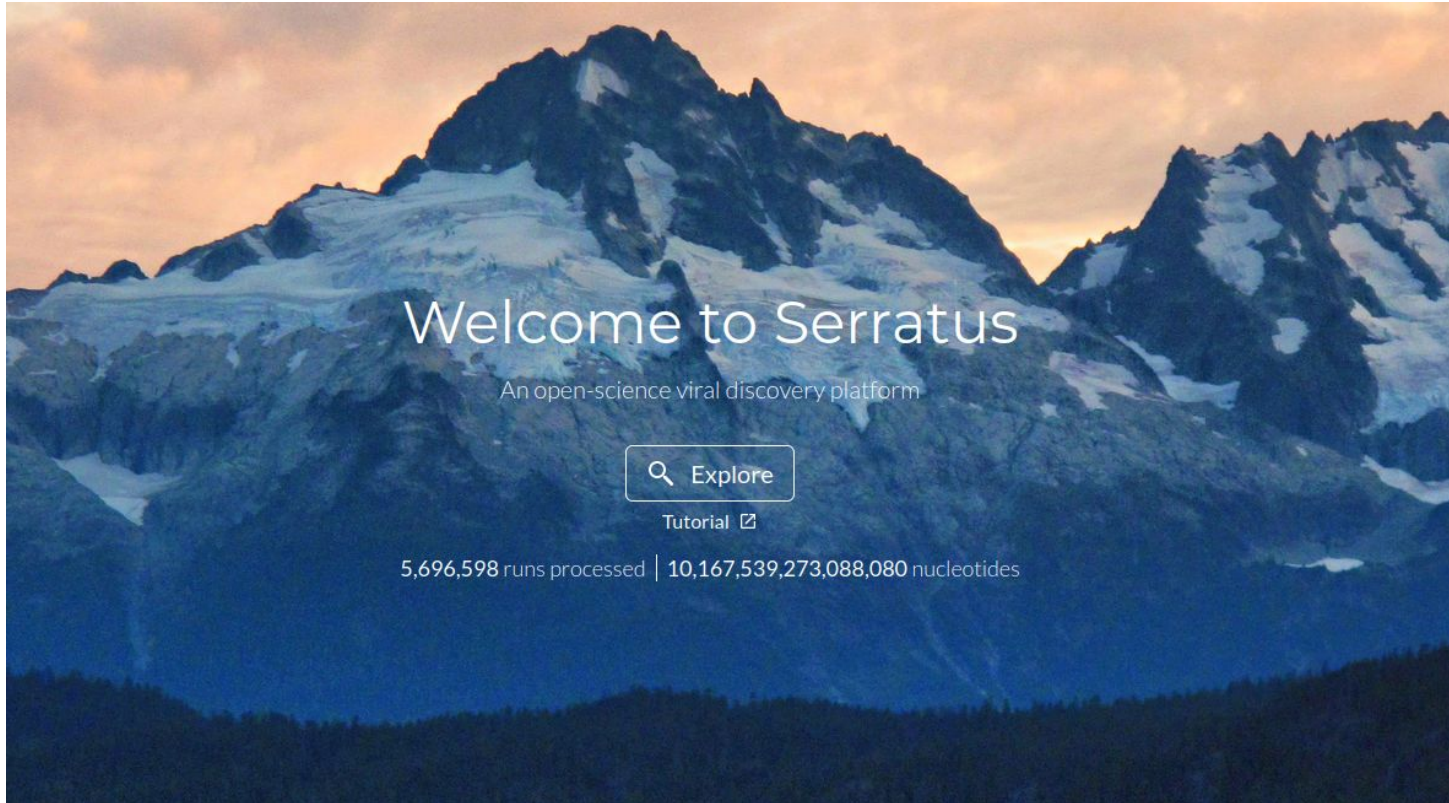 Welcome to Serratus
An open-science viral discovery platform
Explore
Tutorial
5,696,598 runs processed | 10,167,539,273,088,080 nucleotides